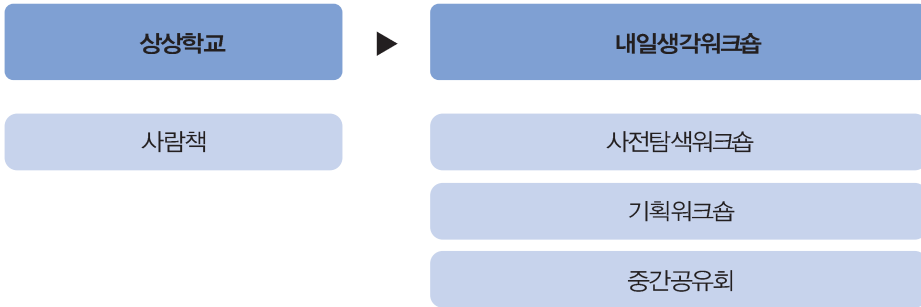 상상학교 ▶ 내일생각워크숍
사람책
사전탐색워크숍
기획워크숍
중간공유회